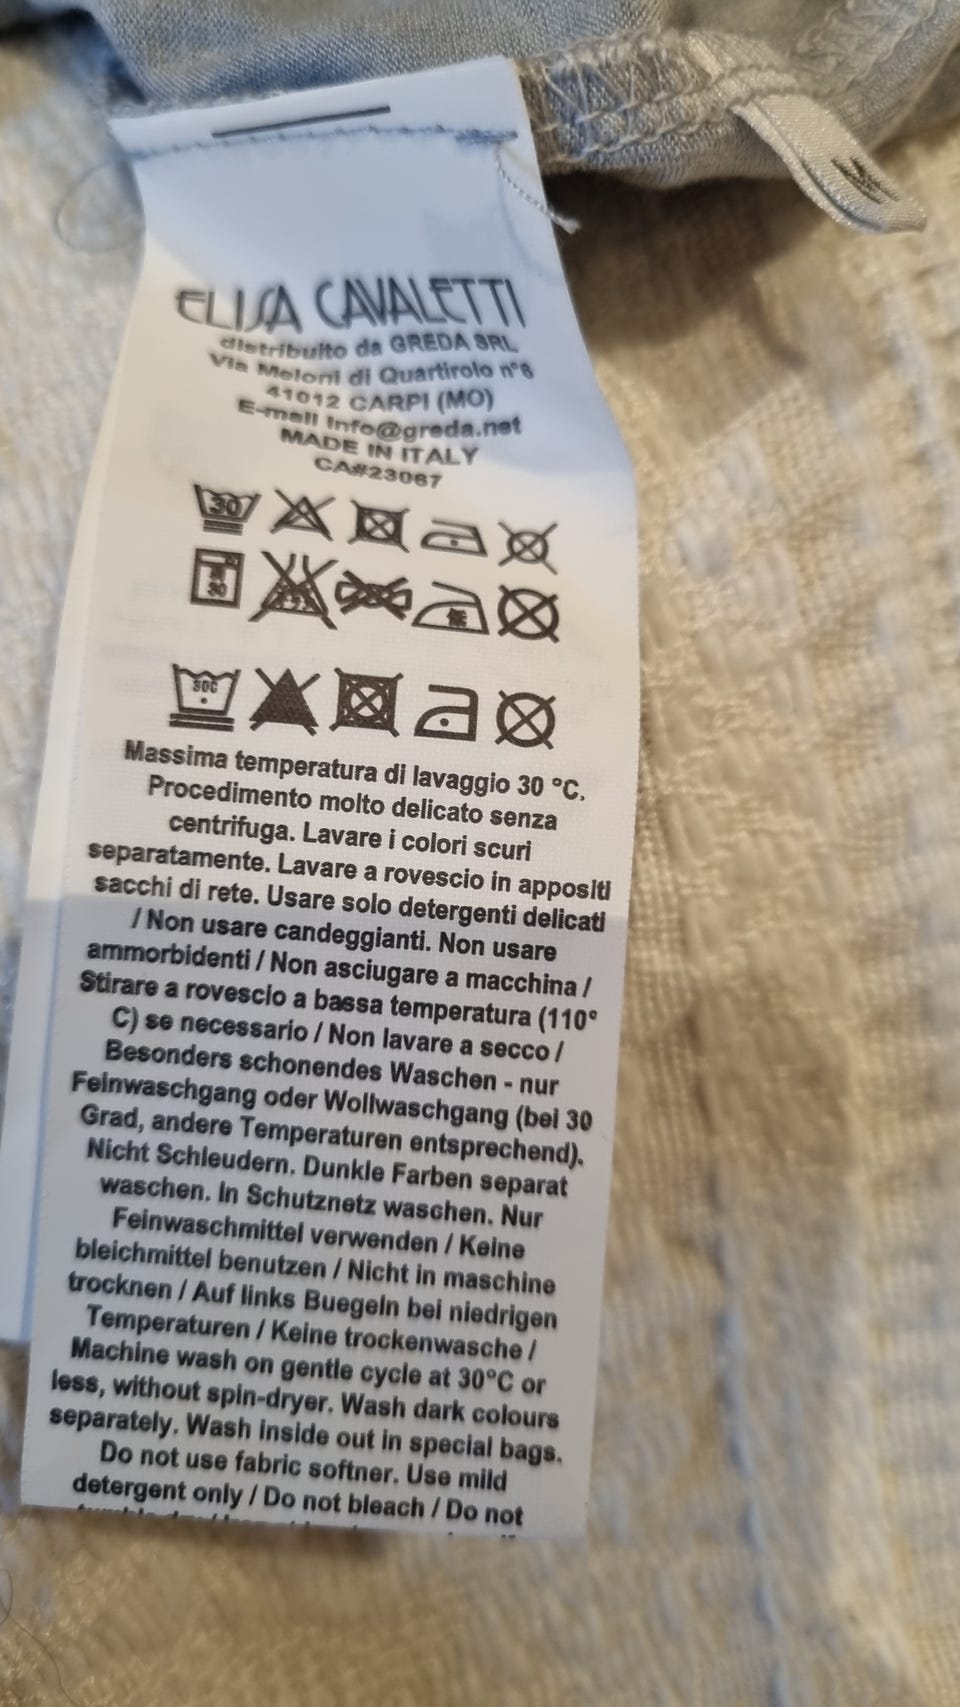 ELISA CAVALETTI
distribuito da GREDA SRL
Via Meloni di Quartirolo n°8
41012 CARPI (MO)
E-mail info@greda.net
MADE IN ITALY
CA#23067
30
30
30C
Massima temperatura di lavaggio 30 °C.
Procedimento molto delicato senza
centrifuga. Lavare i colori scuri
separatamente. Lavare a rovescio in appositi
sacchi di rete. Usare solo detergenti delicati
/ Non usare candeggianti. Non usare
ammorbidenti / Non asciugare a macchina /
Stirare a rovescio a bassa temperatura (110°
C) se necessario / Non lavare a secco /
Besonders schonendes Waschen - nur
Feinwaschgang oder Wollwaschgang (bei 30
Grad, andere Temperaturen entsprechend).
Nicht Schleudern. Dunkle Farben separat
waschen. In Schutznetz waschen. Nur
Feinwaschmittel verwenden / Keine
bleichmittel benutzen / Nicht in maschine
trocknen / Auf links Buegeln bei niedrigen
Temperaturen / Keine trockenwasche /
Machine wash on gentle cycle at 30°C or
less, without spin-dryer. Wash dark colours
separately. Wash inside out in special bags.
Do not use fabric softner. Use mild
detergent only / Do not bleach / Do not